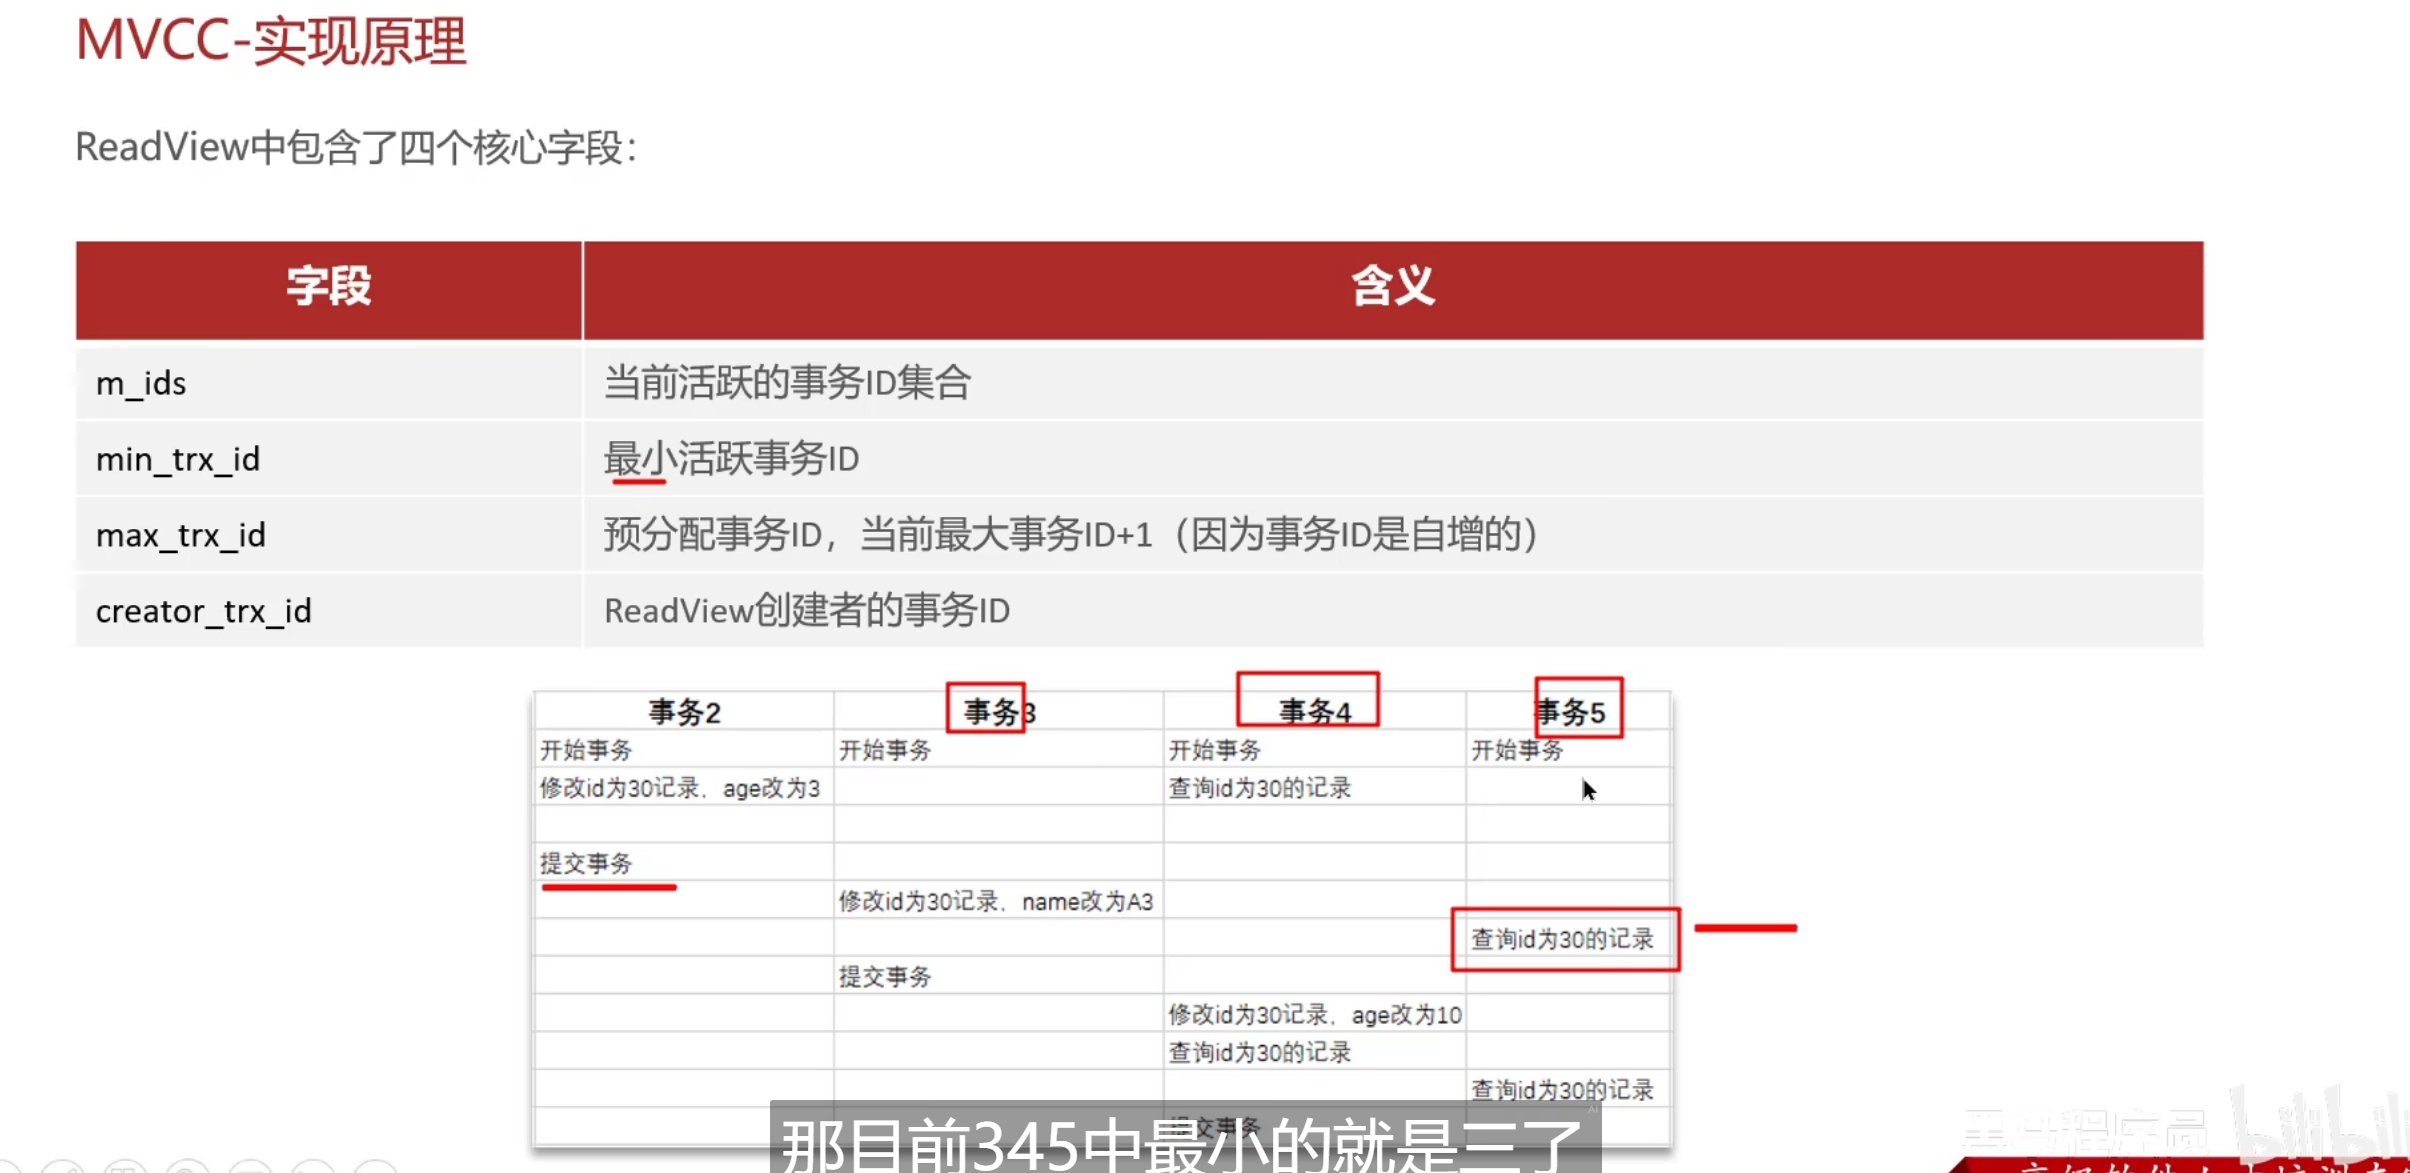 MVCC-实现原理
ReadView中包含了四个核心字段：
字段 含义
m_ids 当前活跃的事务ID集合
min_trx_id 最小活跃事务ID
max_trx_id 预分配事务ID，当前最大事务ID+1（因为事务ID是自增的）
creator_trx_id ReadView创建者的事务ID
事务2 事务3 事务4 事务5
开始事务 开始事务 开始事务 开始事务
修改id为30记录，age改为3 查询id为30的记录
提交事务
修改id为30记录，name改为A3
查询id为30的记录
提交事务
修改id为30记录，age改为10
查询id为30的记录
查询id为30的记录
提交事务
那目前345中最小的就是三了
AI
黑马程序员 bilibili